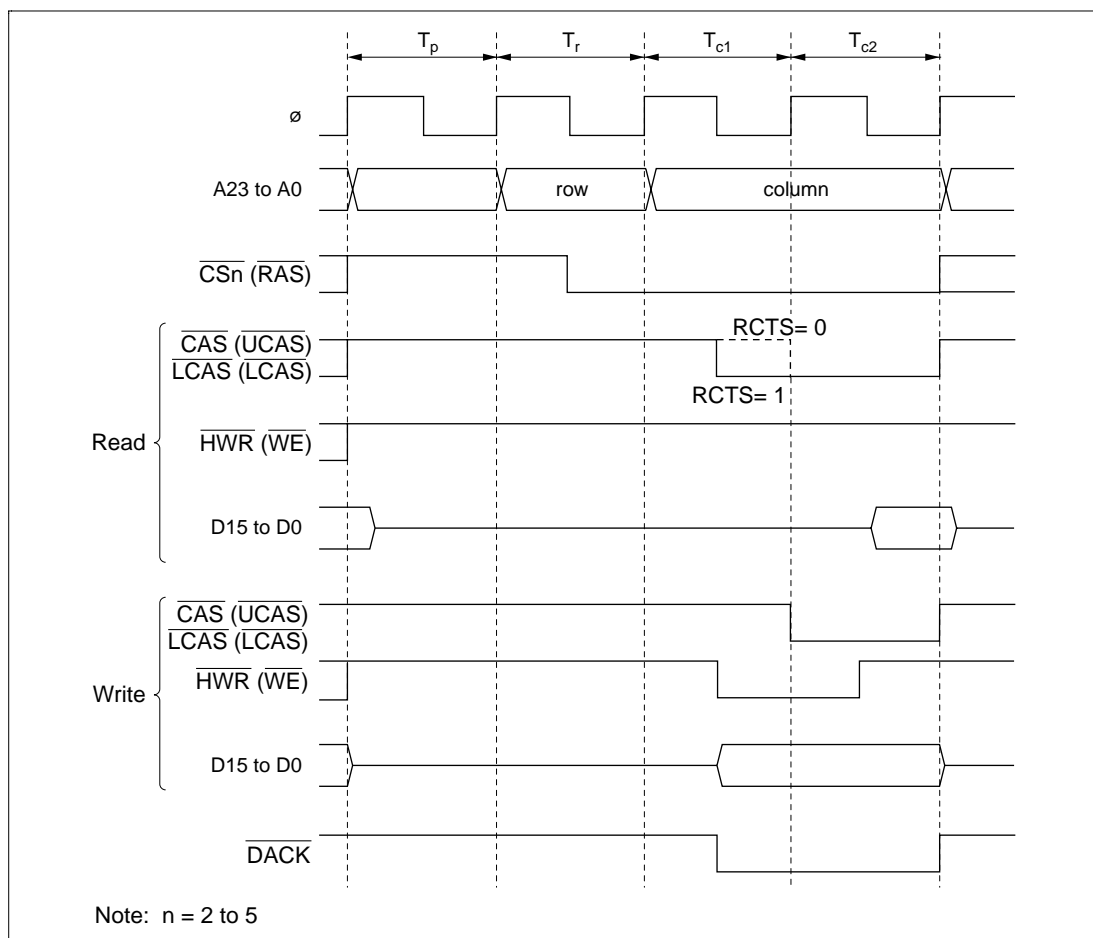 Tp Tr Tc1 Tc2
ø
A23 to A0 row column
CSn (RAS)
RCTS= 0
CAS (UCAS)
LCAS (LCAS)
RCTS= 1
Read
HWR (WE)
D15 to D0
CAS (UCAS)
LCAS (LCAS)
HWR (WE)
Write
D15 to D0
DACK
Note: n = 2 to 5